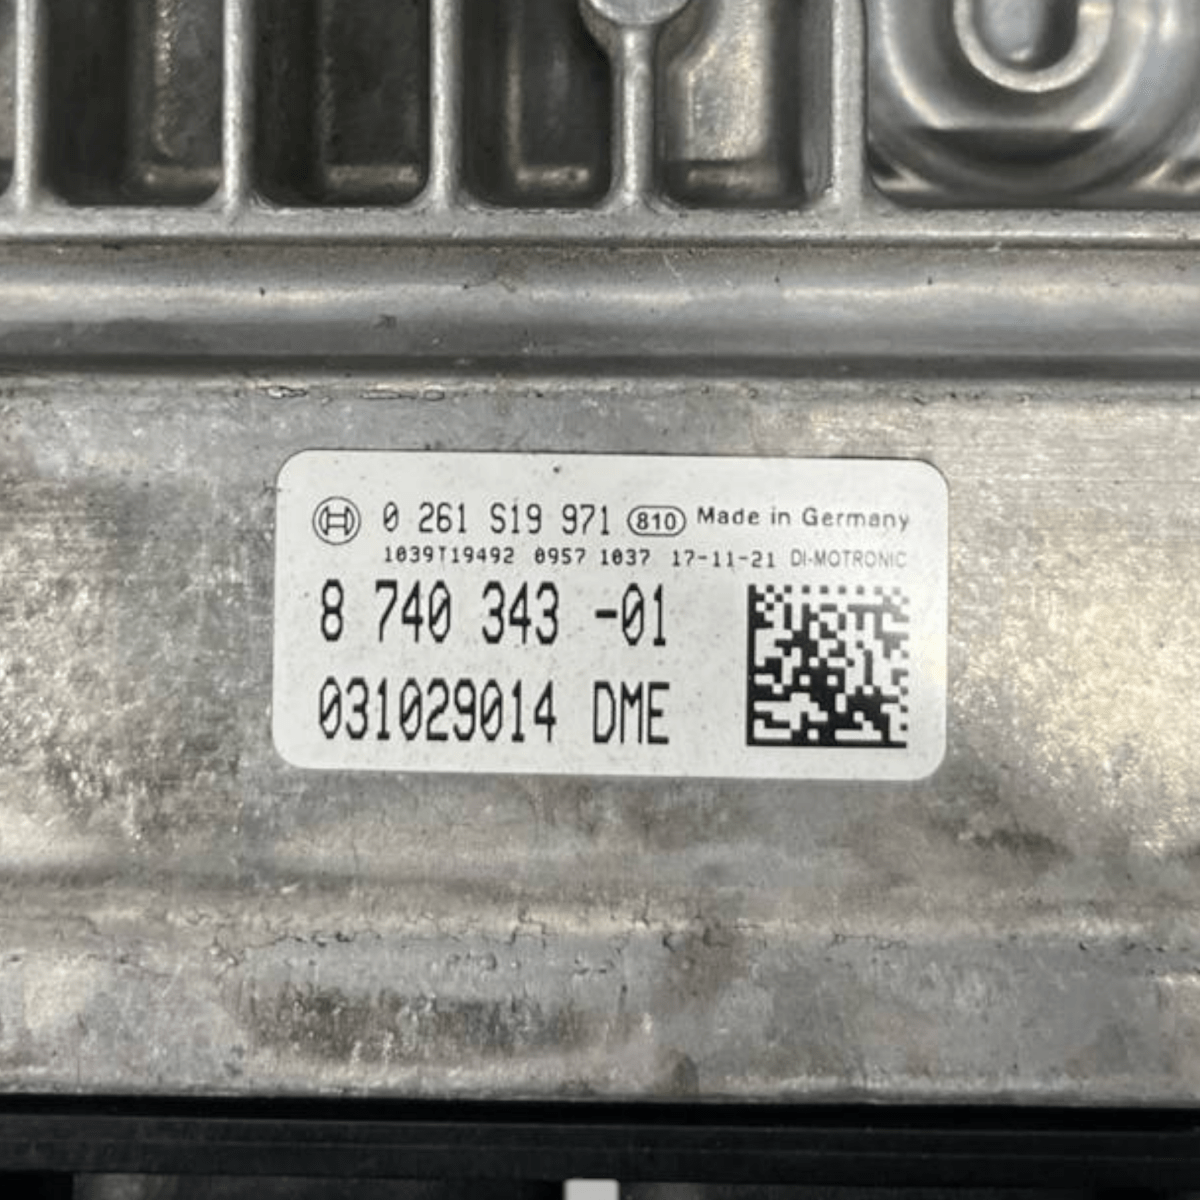 0 261 S19 971 810 Made in Germany
1039T19492 0957 1037 17-11-21 DI-MOTRONIC
8 740 343 -01
031029014 DME